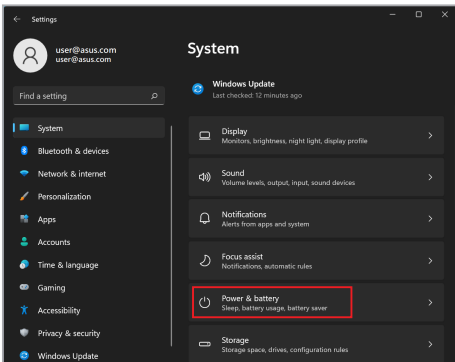 Settings
user@asus.com
user@asus.com
Find a setting
System
Bluetooth & devices
Network & internet
Personalization
Apps
Accounts
Time & language
Gaming
Accessibility
Privacy & security
Windows Update
System
Windows Update
Last checked: 12 minutes ago
Display
Monitors, brightness, night light, display profile
Sound
Volume levels, output, input, sound devices
Notifications
Alerts from apps and system
Focus assist
Notifications, automatic rules
Power & battery
Sleep, battery usage, battery saver
Storage
Storage space, drives, configuration rules